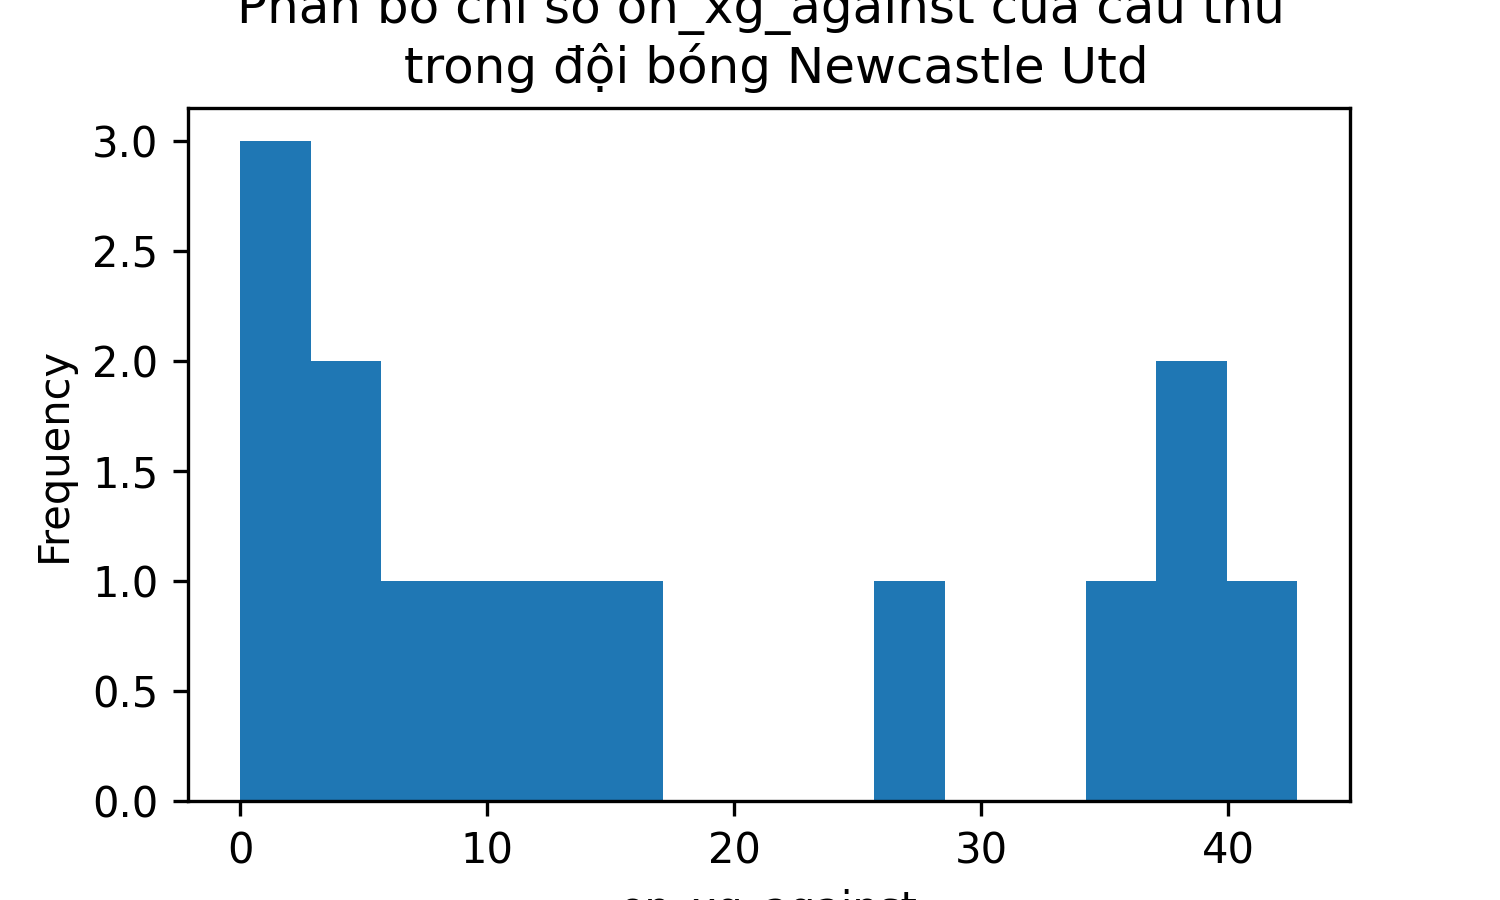 Phân bố chỉ số on_xg_against của cầu thủ
trong đội bóng Newcastle Utd
3.0
2.5
2.0
1.5
1.0
0.5
0.0
Frequency
0 10 20 30 40
on_xg_against